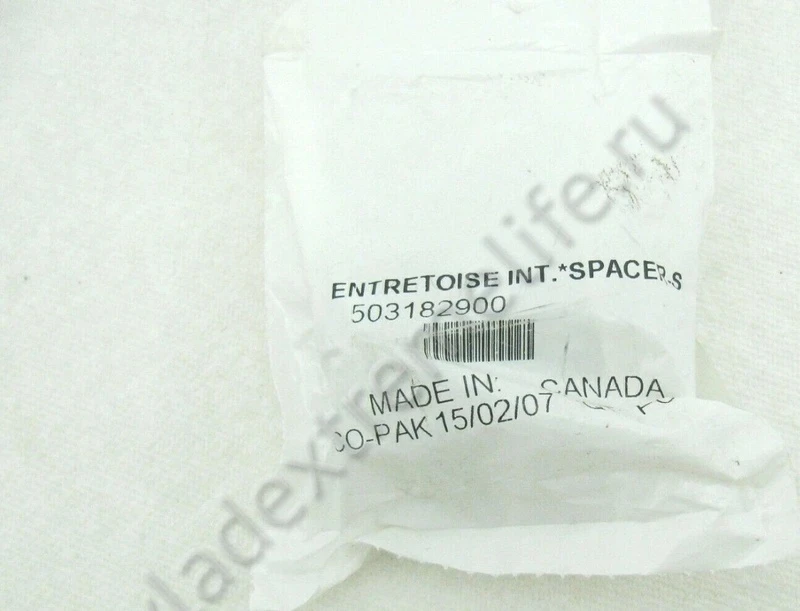 ENTRETOISE INT.*SPACER-S
503182900
MADE IN: CANADA
CO-PAK 15/02/07